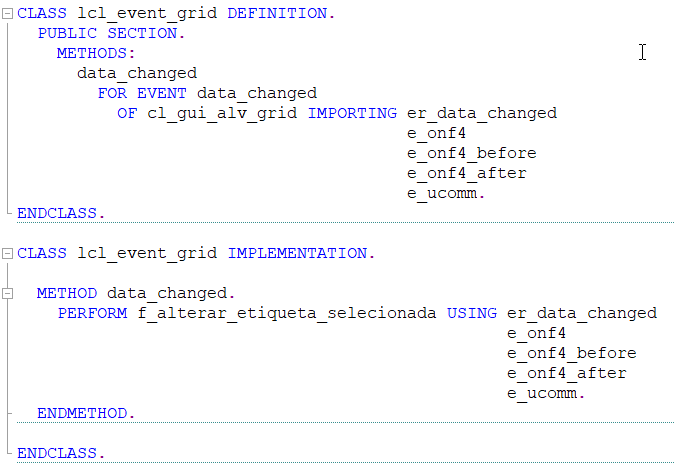 CLASS lcl_event_grid DEFINITION.
PUBLIC SECTION.
METHODS:
data_changed
FOR EVENT data_changed
OF cl_gui_alv_grid IMPORTING er_data_changed
e_onf4
e_onf4_before
e_onf4_after
e_ucomm.
ENDCLASS.
CLASS lcl_event_grid IMPLEMENTATION.
METHOD data_changed.
PERFORM f_alterar_etiqueta_selecionada USING er_data_changed
e_onf4
e_onf4_before
e_onf4_after
e_ucomm.
ENDMETHOD.
ENDCLASS.